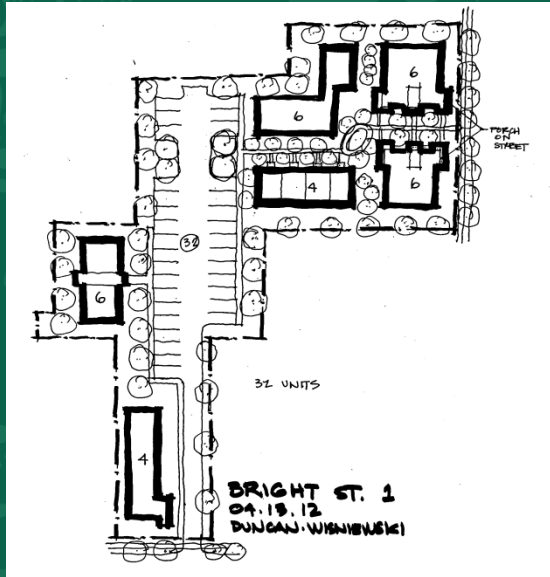 6
6
PORCH
ON
STREET
4
6
32
6
32 UNITS
4
BRIGHT ST. 1
04.13.12
DUNCAN · WISNIEWSKI